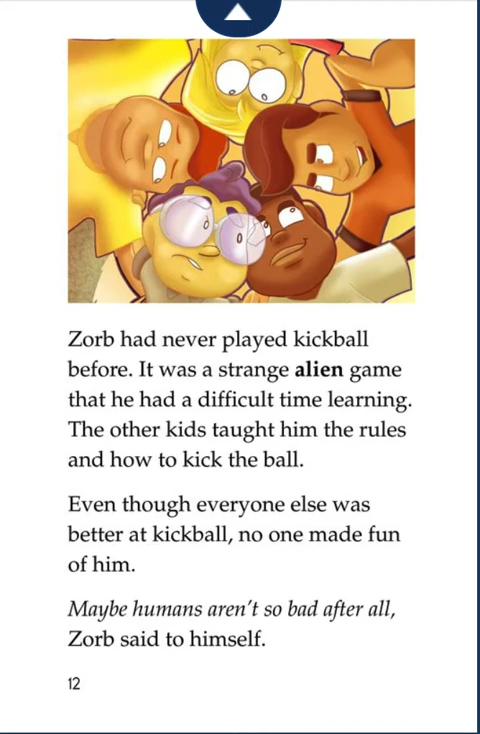 Zorb had never played kickball
before. It was a strange alien game
that he had a difficult time learning.
The other kids taught him the rules
and how to kick the ball.
Even though everyone else was
better at kickball, no one made fun
of him.
Maybe humans aren't so bad after all,
Zorb said to himself.
12